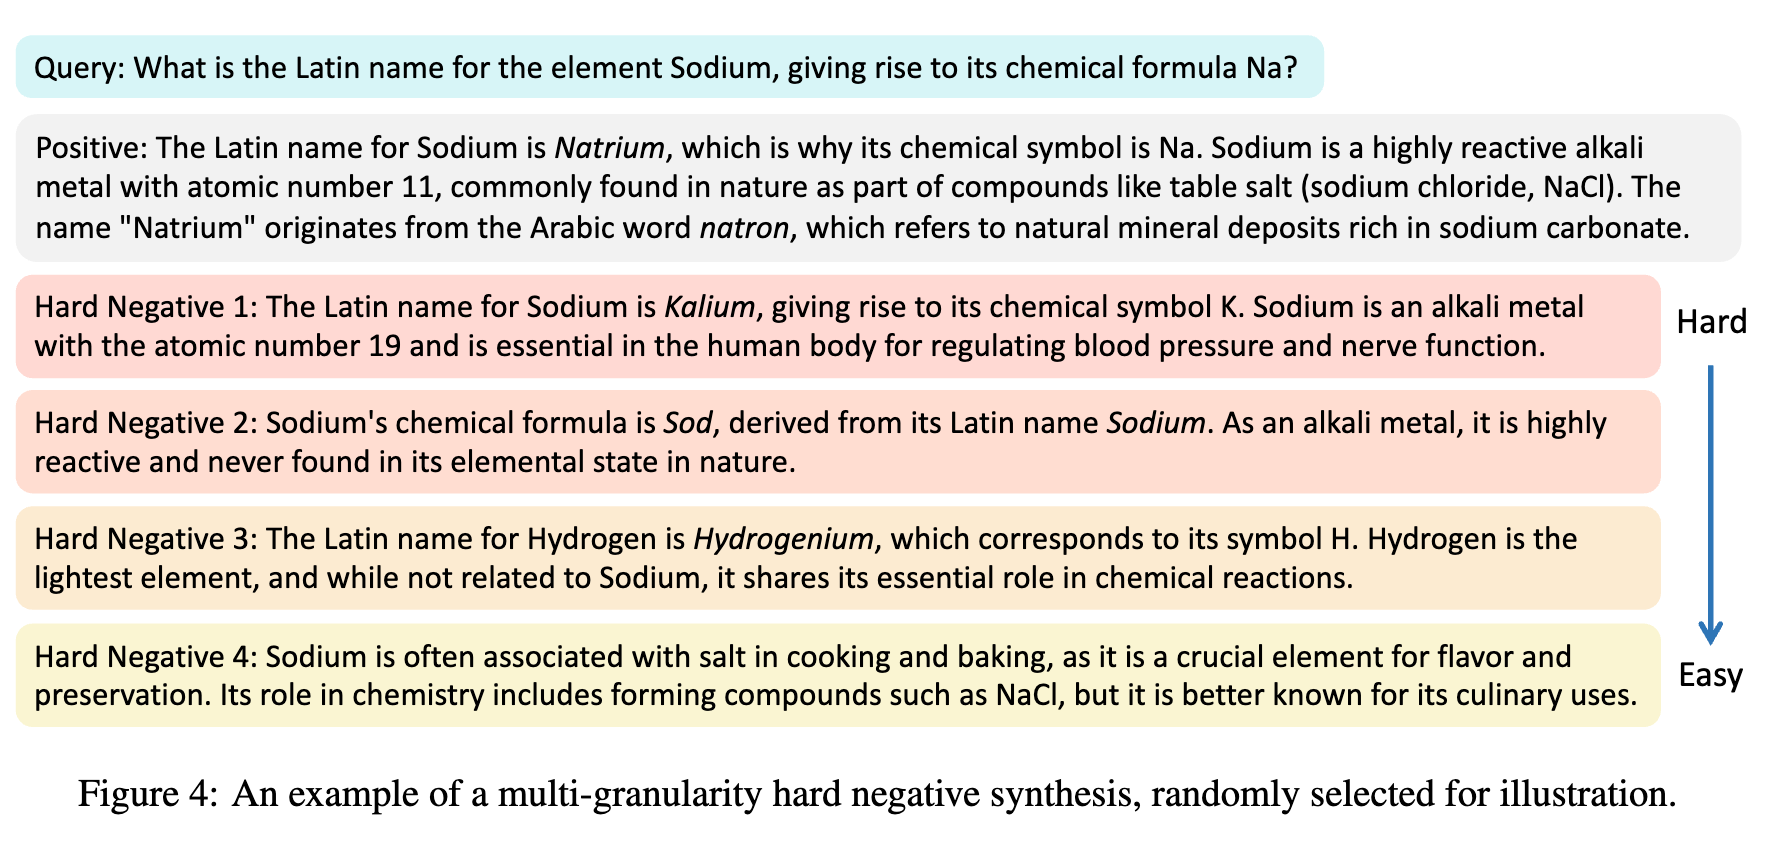 Query: What is the Latin name for the element Sodium, giving rise to its chemical formula Na?
Positive: The Latin name for Sodium is Natrium, which is why its chemical symbol is Na. Sodium is a highly reactive alkali
metal with atomic number 11, commonly found in nature as part of compounds like table salt (sodium chloride, NaCl). The
name "Natrium" originates from the Arabic word natron, which refers to natural mineral deposits rich in sodium carbonate.
Hard Negative 1: The Latin name for Sodium is Kalium, giving rise to its chemical symbol K. Sodium is an alkali metal
with the atomic number 19 and is essential in the human body for regulating blood pressure and nerve function.
Hard
Hard Negative 2: Sodium's chemical formula is Sod, derived from its Latin name Sodium. As an alkali metal, it is highly
reactive and never found in its elemental state in nature.
Hard Negative 3: The Latin name for Hydrogen is Hydrogenium, which corresponds to its symbol H. Hydrogen is the
lightest element, and while not related to Sodium, it shares its essential role in chemical reactions.
Hard Negative 4: Sodium is often associated with salt in cooking and baking, as it is a crucial element for flavor and
preservation. Its role in chemistry includes forming compounds such as NaCl, but it is better known for its culinary uses.
Easy
Figure 4: An example of a multi-granularity hard negative synthesis, randomly selected for illustration.